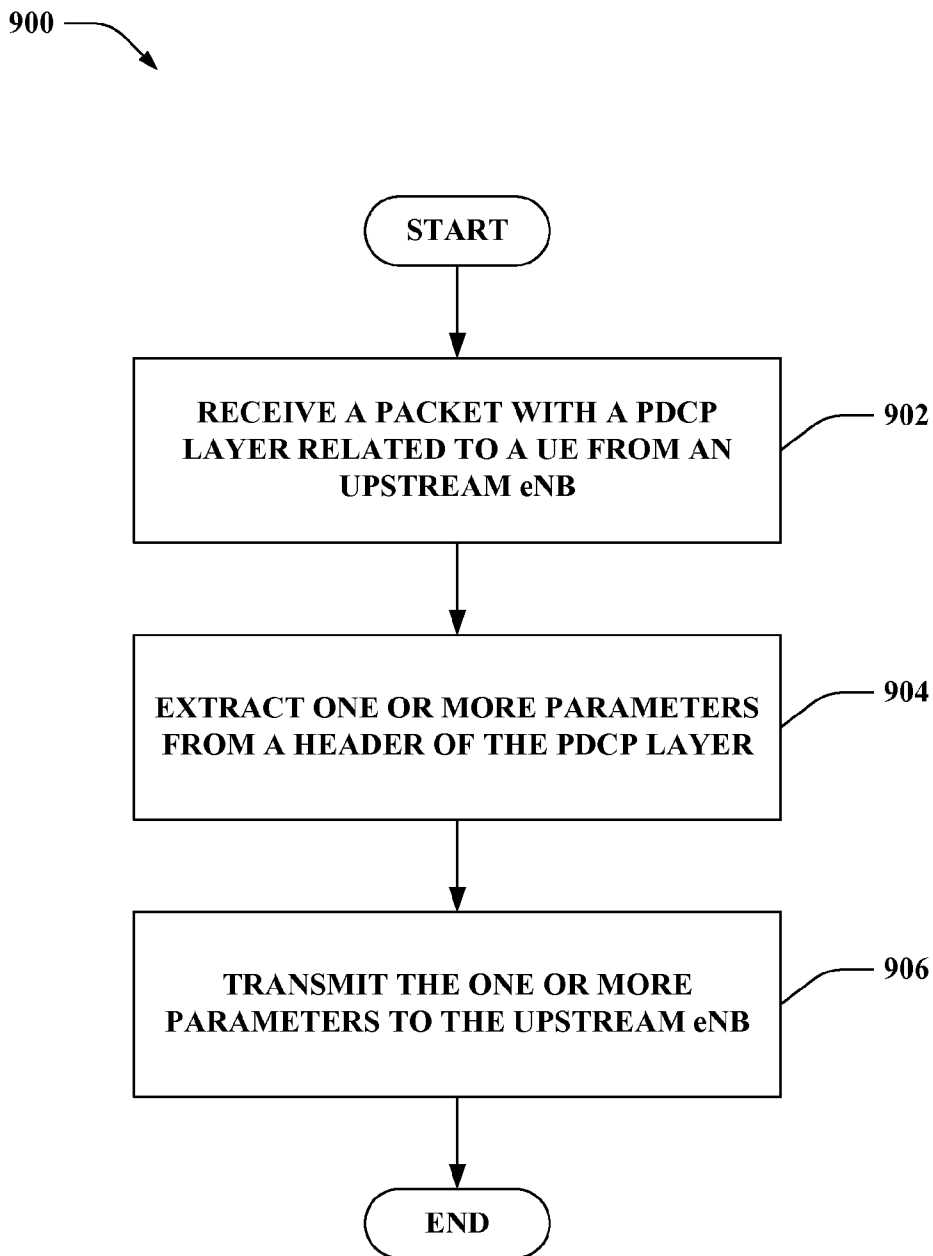 900
START
RECEIVE A PACKET WITH A PDCP
LAYER RELATED TO A UE FROM AN
UPSTREAM eNB
902
EXTRACT ONE OR MORE PARAMETERS
FROM A HEADER OF THE PDCP LAYER
904
TRANSMIT THE ONE OR MORE
PARAMETERS TO THE UPSTREAM eNB
906
END